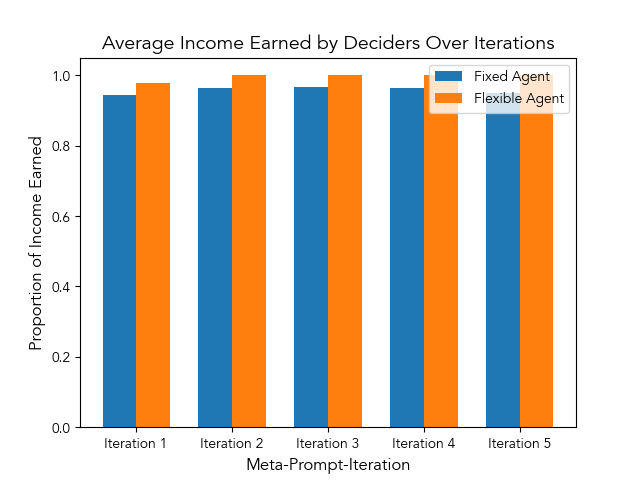 Average Income Earned by Deciders Over Iterations
Fixed Agent
Flexible Agent
Proportion of Income Earned
1.0
0.8
0.6
0.4
0.2
0.0
Iteration 1
Iteration 2
Iteration 3
Iteration 4
Iteration 5
Meta-Prompt-Iteration